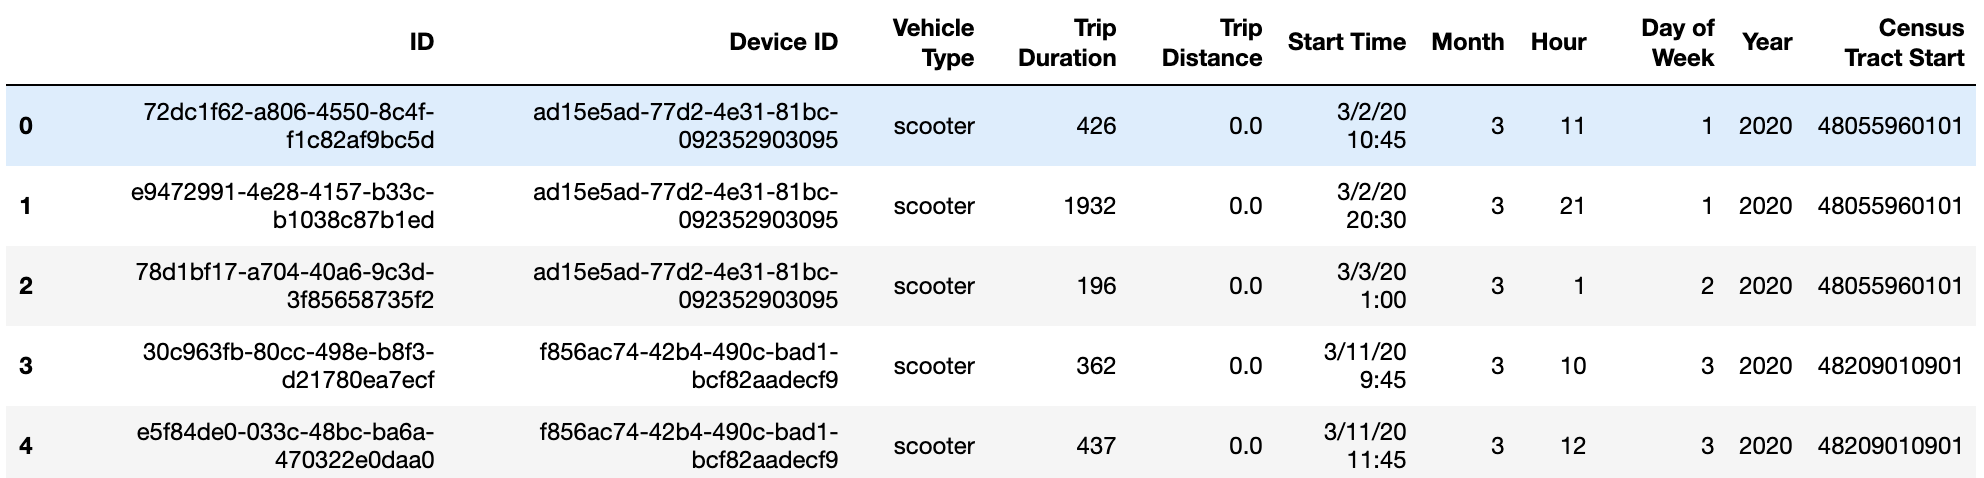 ID Device ID Vehicle Type Trip Duration Trip Distance Start Time Month Hour Day of Week Year Census Tract Start
0 72dc1f62-a806-4550-8c4f-f1c82af9bc5d ad15e5ad-77d2-4e31-81bc-092352903095 scooter 426 0.0 3/2/20 10:45 3 11 1 2020 48055960101
1 e9472991-4e28-4157-b33c-b1038c87b1ed ad15e5ad-77d2-4e31-81bc-092352903095 scooter 1932 0.0 3/2/20 20:30 3 21 1 2020 48055960101
2 78d1bf17-a704-40a6-9c3d-3f85658735f2 ad15e5ad-77d2-4e31-81bc-092352903095 scooter 196 0.0 3/3/20 1:00 3 1 2 2020 48055960101
3 30c963fb-80cc-498e-b8f3-d21780ea7ecf f856ac74-42b4-490c-bad1-bcf82aadecf9 scooter 362 0.0 3/11/20 9:45 3 10 3 2020 48209010901
4 e5f84de0-033c-48bc-ba6a-470322e0daa0 f856ac74-42b4-490c-bad1-bcf82aadecf9 scooter 437 0.0 3/11/20 11:45 3 12 3 2020 48209010901